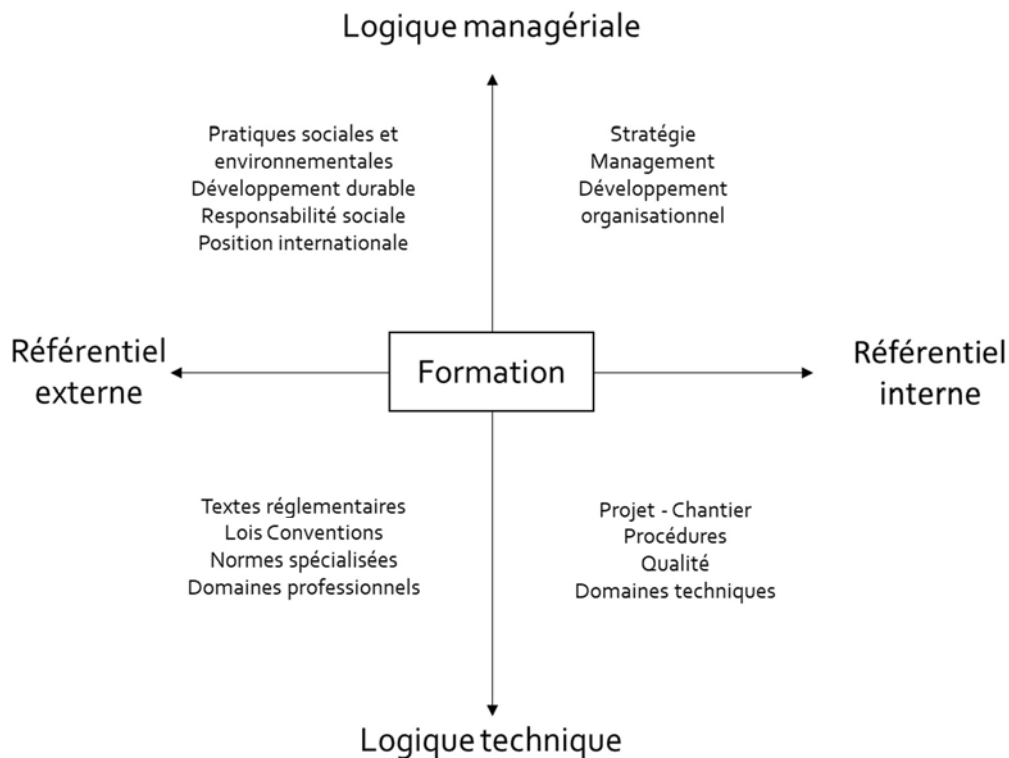 Logique managériale
Pratiques sociales et
environnementales
Développement durable
Responsabilité sociale
Position internationale
Stratégie
Management
Développement
organisationnel
Référentiel
externe
Formation
Référentiel
interne
Textes réglementaires
Lois Conventions
Normes spécialisées
Domaines professionnels
Projet - Chantier
Procédures
Qualité
Domaines techniques
Logique technique